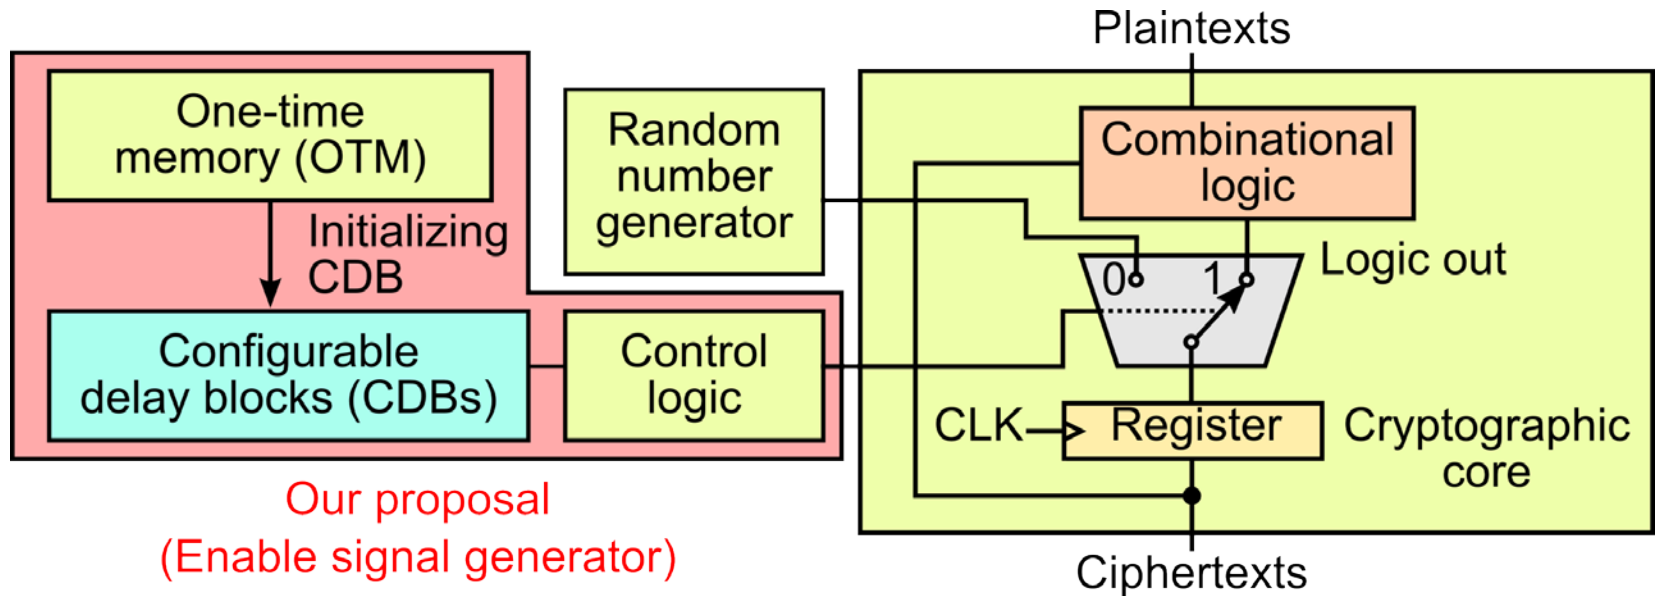 Plaintexts
One-time
memory (OTM)
Initializing
CDB
Configurable
delay blocks (CDBs)
Random
number
generator
Control
logic
Our proposal
(Enable signal generator)
Combinational
logic
0
1
Logic out
CLK
Register
Cryptographic
core
Ciphertexts